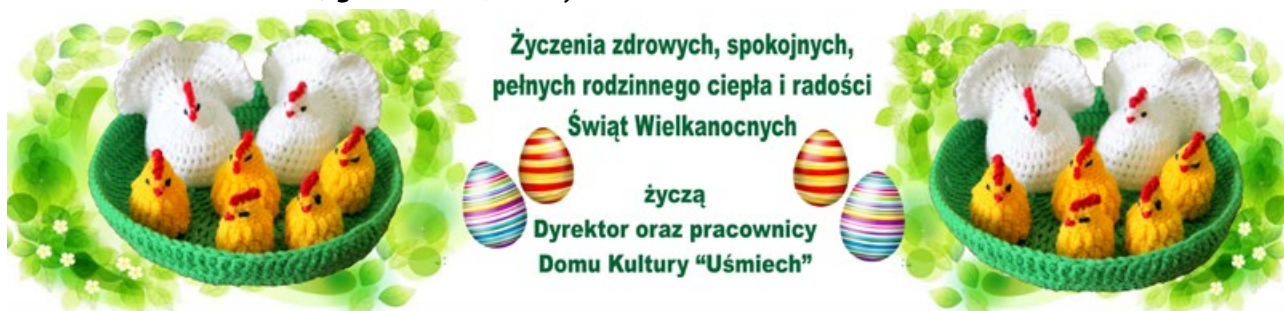 Życzenia zdrowych, spokojnych,
pełnych rodzinnego ciepła i radości
Świąt Wielkanocnych
życzą
Dyrektor oraz pracownicy
Domu Kultury “Uśmiech”